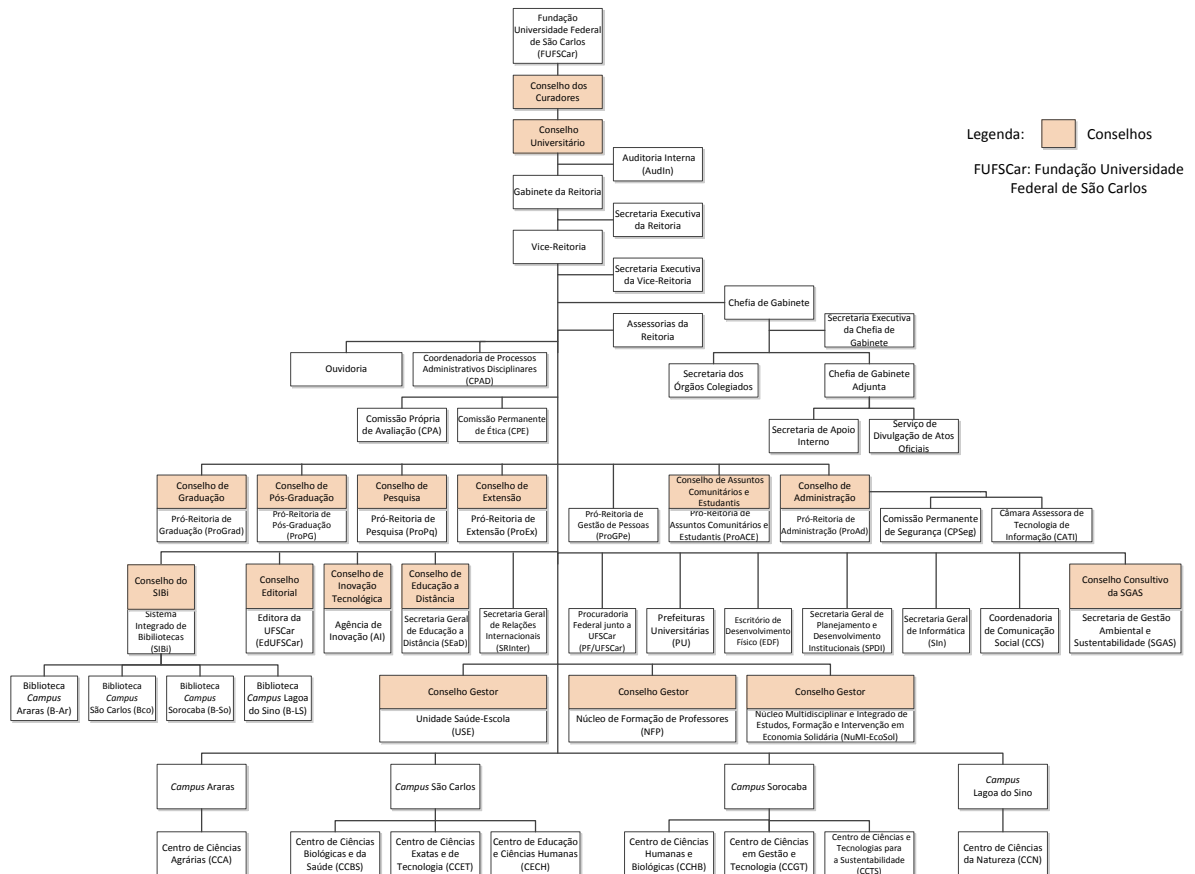 Fundação
Universidade Federal
de São Carlos
(FUFSCar)
Conselho dos
Curadores
Conselho
Universitário
Legenda:
Conselhos
FUFSCar: Fundação Universidade
Federal de São Carlos
Auditoria Interna
(AudIn)
Gabinete da Reitoria
Secretaria Executiva
da Reitoria
Vice-Reitoria
Secretaria Executiva
da Vice-Reitoria
Chefia de Gabinete
Assessorias da
Reitoria
Secretaria Executiva
da Chefia de
Gabinete
Ouvidoria
Coordenadoria de Processos
Administrativos Disciplinares
(CPAD)
Secretaria dos
Órgãos Colegiados
Chefia de Gabinete
Adjunta
Comissão Própria
de Avaliação (CPA)
Comissão Permanente
de Ética (CPE)
Secretaria de Apoio
Interno
Serviço de
Divulgação de Atos
Oficiais
Conselho de
Graduação
Pró-Reitoria de
Graduação (ProGrad)
Conselho de
Pós-Graduação
Pró-Reitoria de
Pós-Graduação
(ProPG)
Conselho de
Pesquisa
Pró-Reitoria de
Pesquisa (ProPq)
Conselho de
Extensão
Pró-Reitoria de
Extensão (ProEx)
Pró-Reitoria de
Gestão de Pessoas
(ProGPe)
Conselho de Assuntos
Comunitários e
Estudantis
Pró-Reitoria de
Assuntos Comunitários e
Estudantis (ProACE)
Conselho de
Administração
Pró-Reitoria de
Administração (ProAd)
Comissão Permanente
de Segurança (CPSeg)
Câmara Assessora de
Tecnologia de
Informação (CATI)
Conselho do
SIBi
Sistema
Integrado de
Bibiliotecas
(SIBi)
Conselho
Editorial
Editora da
UFSCar
(EdUFSCar)
Conselho de
Inovação
Tecnológica
Agência de
Inovação (AI)
Conselho de
Educação a
Distância
Secretaria Geral
de Educação a
Distância (SEaD)
Secretaria Geral
de Relações
Internacionais
(SRInter)
Procuradoria
Federal junto a
UFSCar
(PF/UFSCar)
Prefeituras
Universitárias
(PU)
Escritório de
Desenvolvimento
Físico (EDF)
Secretaria Geral de
Planejamento e
Desenvolvimento
Institucionais (SPDI)
Secretaria Geral
de Informática
(SIn)
Coordenadoria
de Comunicação
Social (CCS)
Conselho Consultivo
da SGAS
Secretaria de Gestão
Ambiental e
Sustentabilidade (SGAS)
Biblioteca
Campus
Araras (B-Ar)
Biblioteca
Campus
São Carlos (Bco)
Biblioteca
Campus
Sorocaba (B-So)
Biblioteca
Campus Lagoa
do Sino (B-LS)
Conselho Gestor
Unidade Saúde-Escola
(USE)
Conselho Gestor
Núcleo de Formação de Professores
(NFP)
Conselho Gestor
Núcleo Multidisciplinar e Integrado de
Estudos, Formação e Intervenção em
Economia Solidária (NuMI-EcoSol)
Campus Araras
Campus São Carlos
Campus Sorocaba
Campus
Lagoa do Sino
Centro de Ciências
Agrárias (CCA)
Centro de Ciências
Biológicas e da
Saúde (CCBS)
Centro de Ciências
Exatas e de
Tecnologia (CCET)
Centro de Educação
e Ciências Humanas
(CECH)
Centro de Ciências
Humanas e
Biológicas (CCHB)
Centro de Ciências
em Gestão e
Tecnologia (CCGT)
Centro de Ciências e
Tecnologias para
a Sustentabilidade
(CCTS)
Centro de Ciências
da Natureza (CCN)